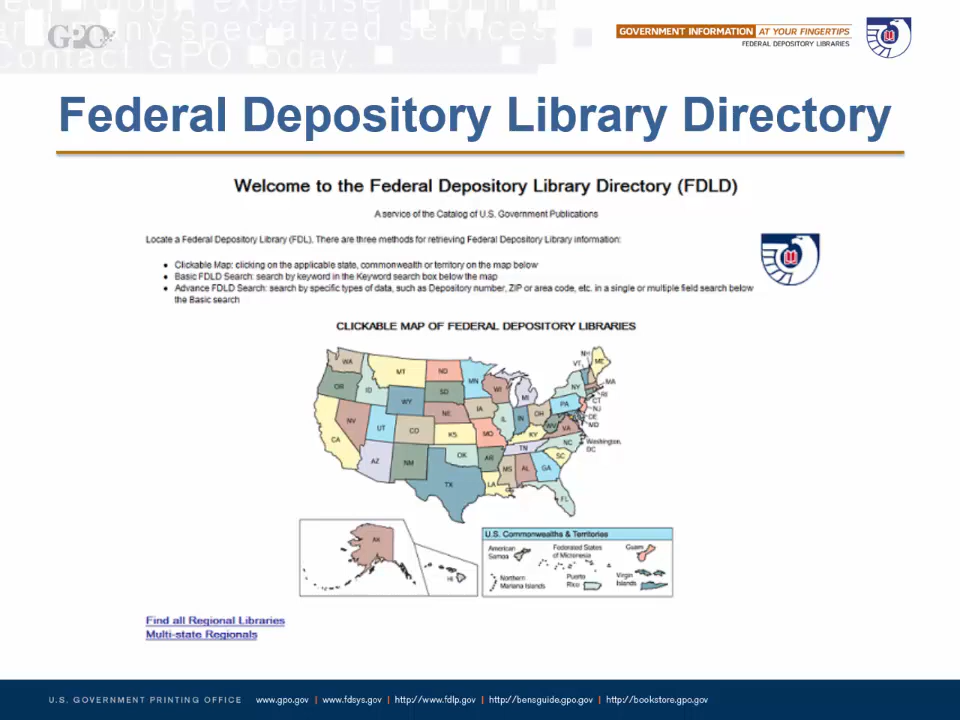 technology expertise
many specialized services.
Contact GPO today.
GPO
GOVERNMENT INFORMATION AT YOUR FINGERTIPS
FEDERAL DEPOSITORY LIBRARIES
Federal Depository Library Directory
Welcome to the Federal Depository Library Directory (FDLD)
A service of the Catalog of U.S. Government Publications
Locate a Federal Depository Library (FDL). There are three methods for retrieving Federal Depository Library information:
• Clickable Map: clicking on the applicable state, commonwealth or territory on the map below
• Basic FDLD Search: search by keyword in the Keyword search box below the map
• Advance FDLD Search: search by specific types of data, such as Depository number, ZIP or area code, etc. in a single or multiple field search below
the Basic search
CLICKABLE MAP OF FEDERAL DEPOSITORY LIBRARIES
WA
MT
ND
MN
OR
ID
WY
SD
WI
MI
NY
VT
NH
ME
MA
RI
CT
NJ
DE
MD
Washington,
DC
NV
UT
CO
NE
IA
IL
IN
OH
PA
WV
VA
CA
AZ
NM
KS
MO
KY
NC
TN
SC
OK
AR
TX
LA
MS
AL
GA
FL
AK
HI
U.S. Commonwealths & Territories
American
Samoa
Federated States
of Micronesia
Guam
Northern
Mariana Islands
Puerto
Rico
Virgin
Islands
Find all Regional Libraries
Multi-state Regionals
U.S. GOVERNMENT PRINTING OFFICE www.gpo.gov | www.fdsys.gov | http://www.fdlp.gov | http://bensguide.gpo.gov | http://bookstore.gpo.gov